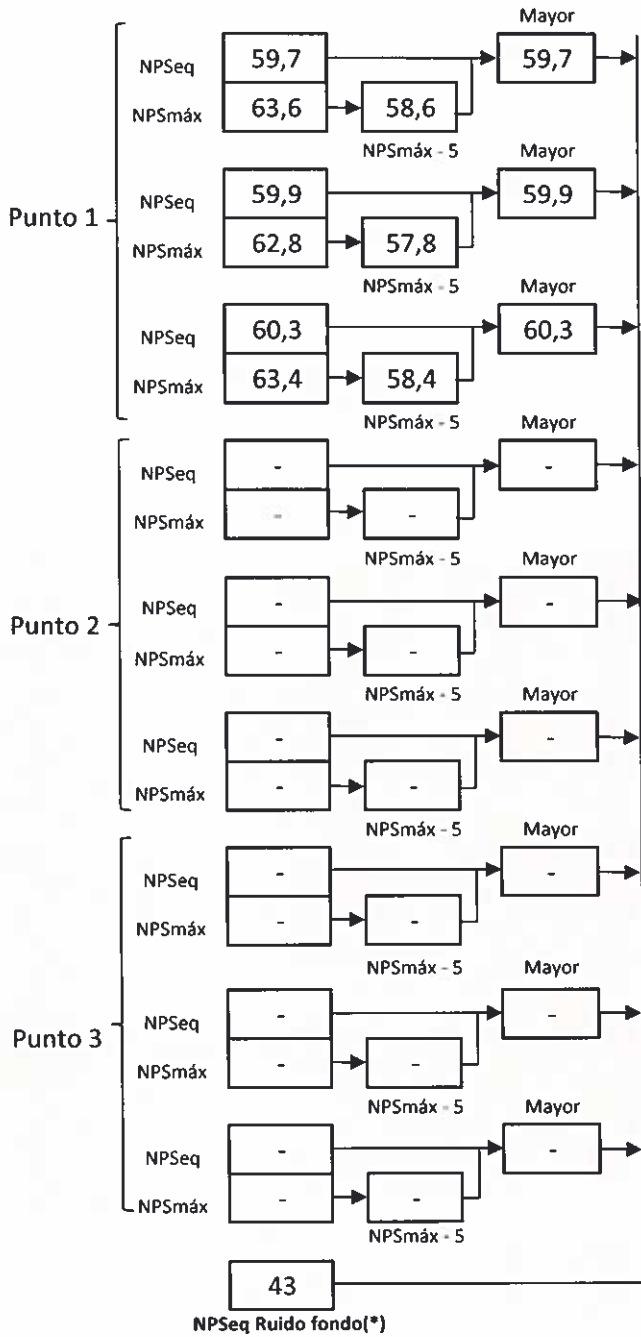 Mayor
NPSeq 59,7 59,7
NPSmáx 63,6 58,6
NPSmáx - 5
Mayor
Punto 1
NPSeq 59,9 59,9
NPSmáx 62,8 57,8
NPSmáx - 5
Mayor
NPSeq 60,3 60,3
NPSmáx 63,4 58,4
NPSmáx - 5
Mayor
NPSeq - -
NPSmáx - -
NPSmáx - 5
Mayor
Punto 2
NPSeq - -
NPSmáx - -
NPSmáx - 5
Mayor
NPSeq - -
NPSmáx - -
NPSmáx - 5
Mayor
NPSeq - -
NPSmáx - -
NPSmáx - 5
Mayor
Punto 3
NPSeq - -
NPSmáx - -
NPSmáx - 5
Mayor
NPSeq - -
NPSmáx - -
NPSmáx - 5
43
NPSeq Ruido fondo(*)